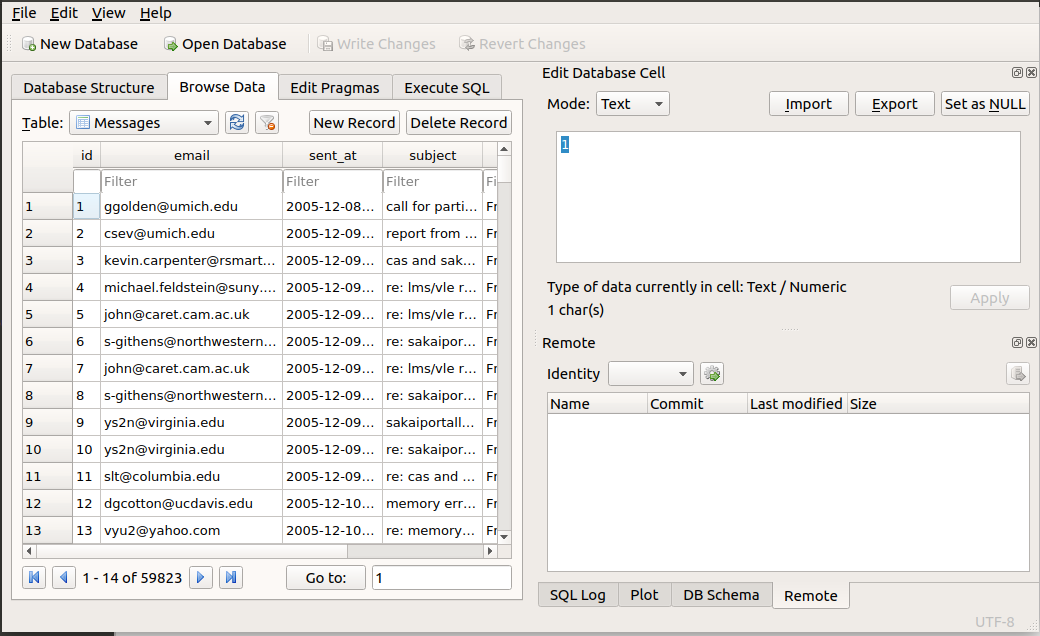 File Edit View Help
New Database Open Database Write Changes Revert Changes
Database Structure Browse Data Edit Pragmas Execute SQL
Table: Messages New Record Delete Record
id email sent_at subject
Filter Filter Filter Fi
1 1 ggolden@umich.edu 2005-12-08... call for parti... Fr
2 2 csev@umich.edu 2005-12-09... report from ... Fr
3 3 kevin.carpenter@rsmart... 2005-12-09... cas and sak... Fr
4 4 michael.feldstein@suny.... 2005-12-09... re: lms/vle r... Fr
5 5 john@caret.cam.ac.uk 2005-12-09... re: lms/vle r... Fr
6 6 s-githens@northwestern... 2005-12-09... re: sakaipor... Fr
7 7 john@caret.cam.ac.uk 2005-12-09... re: lms/vle r... Fr
8 8 s-githens@northwestern... 2005-12-09... re: sakaipor... Fr
9 9 ys2n@virginia.edu 2005-12-09... sakaiportall... Fr
10 10 ys2n@virginia.edu 2005-12-09... re: sakaipor... Fr
11 11 slt@columbia.edu 2005-12-09... re: cas and ... Fr
12 12 dgcotton@ucdavis.edu 2005-12-10... memory err... Fr
13 13 vyu2@yahoo.com 2005-12-10... re: memory... Fr
1 - 14 of 59823 Go to: 1
Edit Database Cell
Mode: Text Import Export Set as NULL
1
Type of data currently in cell: Text / Numeric
1 char(s)
Apply
Remote
Identity
Name Commit Last modified Size
SQL Log Plot DB Schema Remote
UTF-8